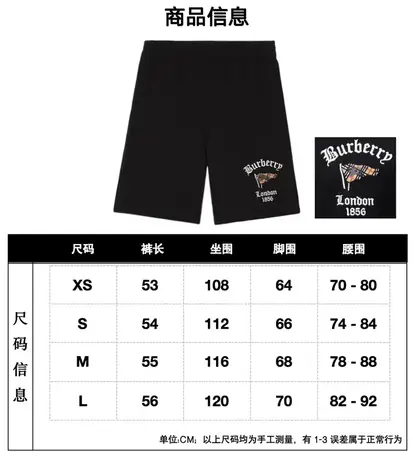 商品信息
Burberry
London
1856
Burberry
London
1856
尺码 裤长 坐围 脚围 腰围
尺码信息
XS 53 108 64 70 - 80
S 54 112 66 74 - 84
M 55 116 68 78 - 88
L 56 120 70 82 - 92
单位:CM；以上尺码均为手工测量，有 1-3 误差属于正常行为